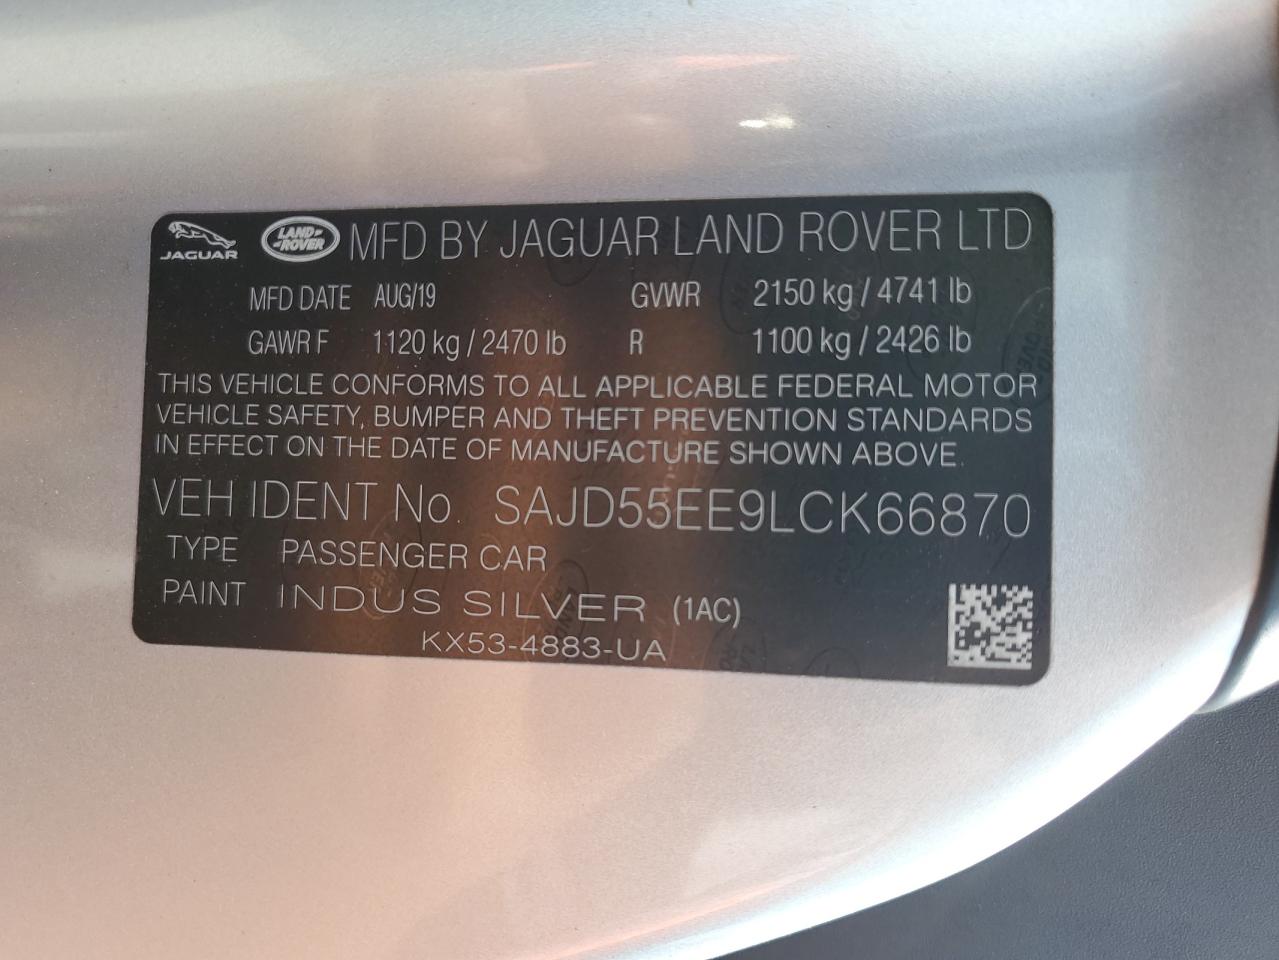 JAGUAR LAND ROVER MFD BY JAGUAR LAND ROVER LTD
MFD DATE AUG/19 GVWR 2150 kg / 4741 lb
GAWR F 1120 kg / 2470 lb R 1100 kg / 2426 lb
THIS VEHICLE CONFORMS TO ALL APPLICABLE FEDERAL MOTOR
VEHICLE SAFETY, BUMPER AND THEFT PREVENTION STANDARDS
IN EFFECT ON THE DATE OF MANUFACTURE SHOWN ABOVE.
VEH IDENT No. SAJD55EE9LCK66870
TYPE PASSENGER CAR
PAINT INDUS SILVER (1AC)
KX53-4883-UA